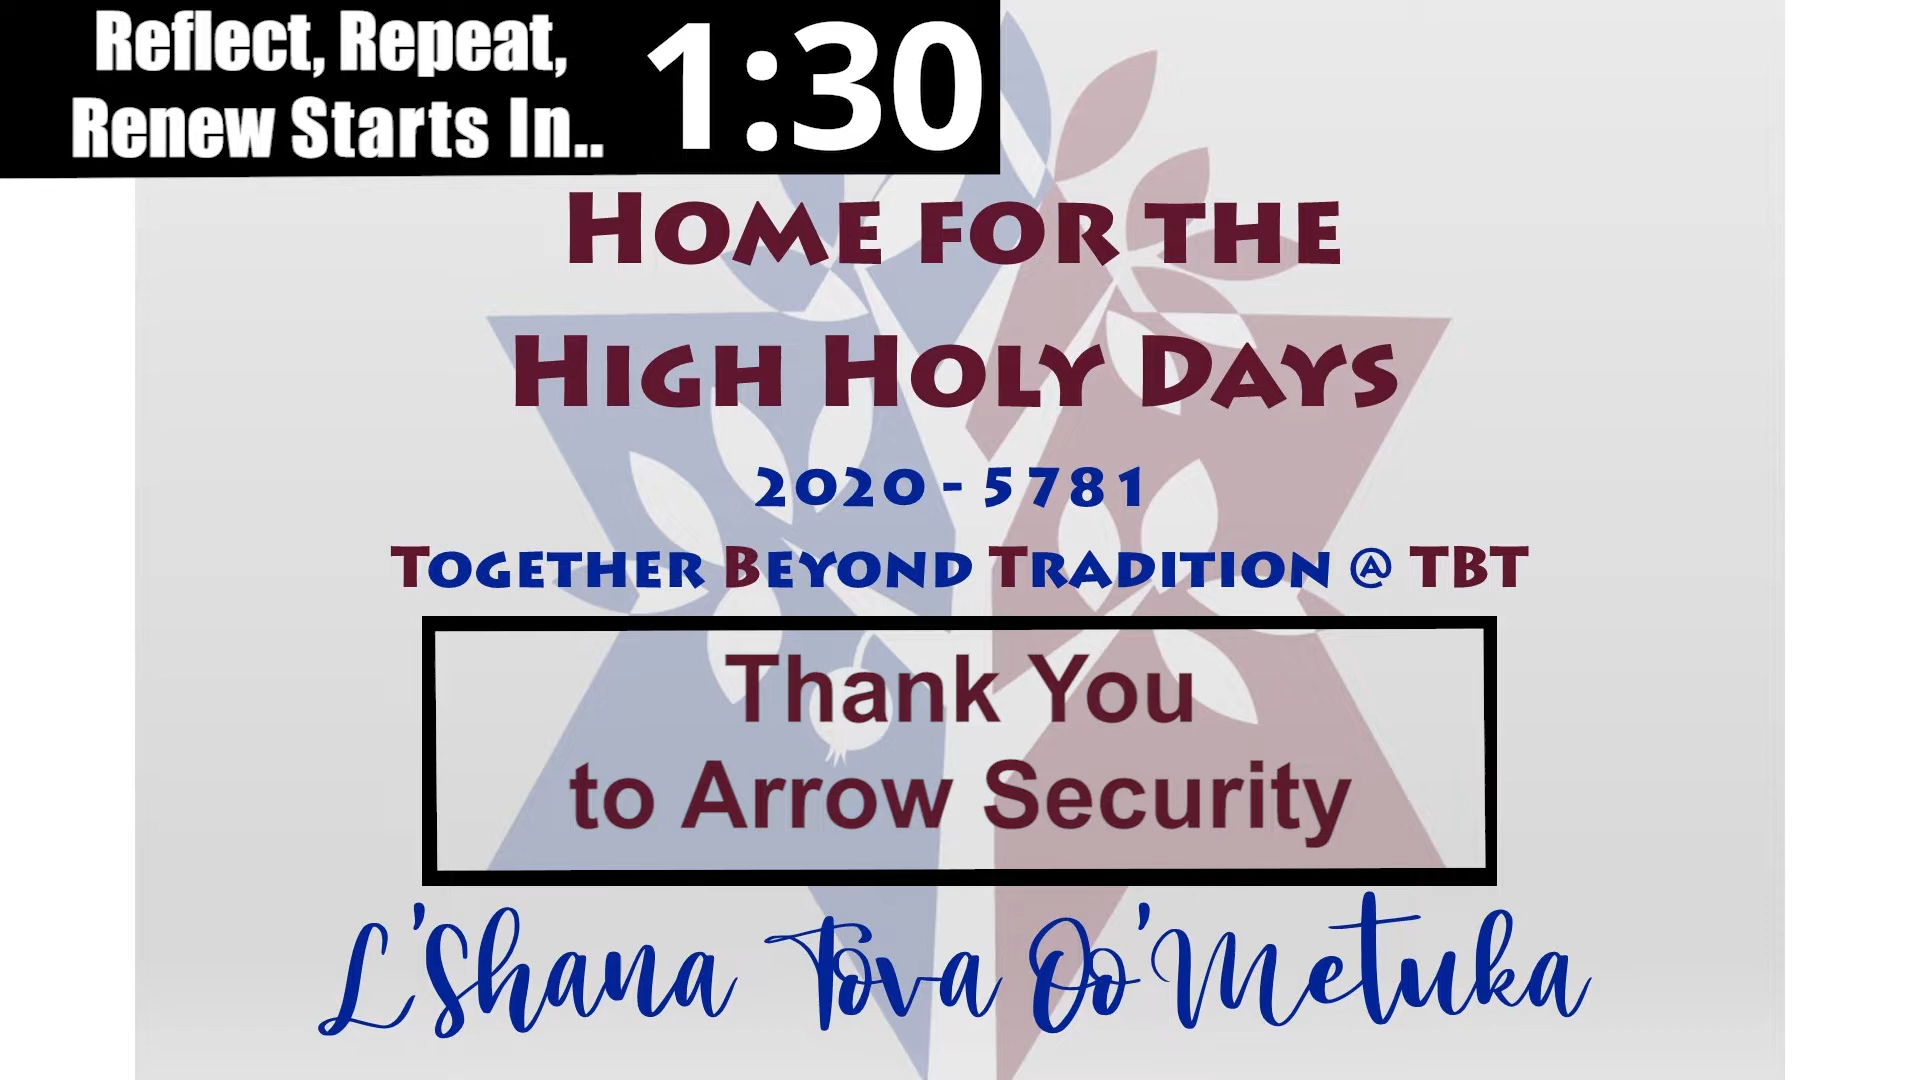 Reflect, Repeat,
Renew Starts In..
1:30
Home for the
High Holy Days
2020 - 5781
Together Beyond Tradition @ TBT
Thank You
to Arrow Security
L'Shana Tova Oo'Metuka